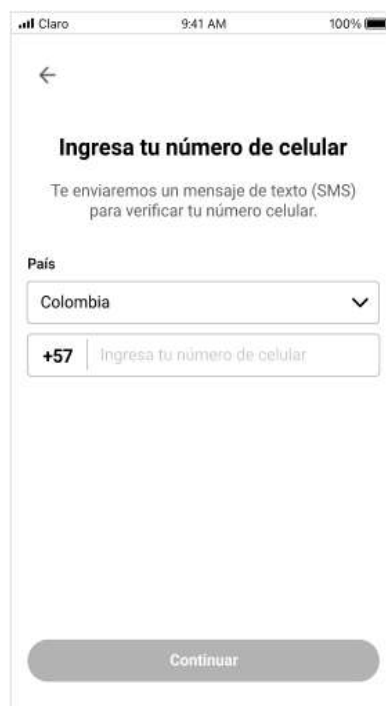 Claro 9:41 AM 100%
Ingresa tu número de celular
Te enviaremos un mensaje de texto (SMS)
para verificar tu número celular.
País
Colombia
+57 Ingresa tu número de celular
Continuar